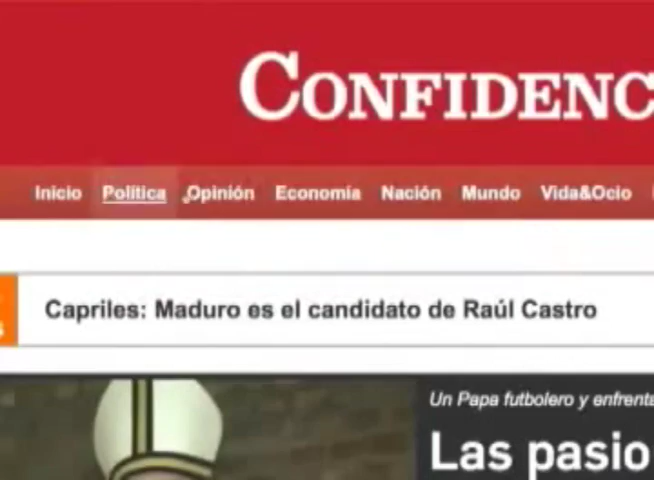 CONFIDENC
Inicio Política Opinión Economía Nación Mundo Vida&Ocio
Capriles: Maduro es el candidato de Raúl Castro
Un Papa futbolero y enfrenta
Las pasio